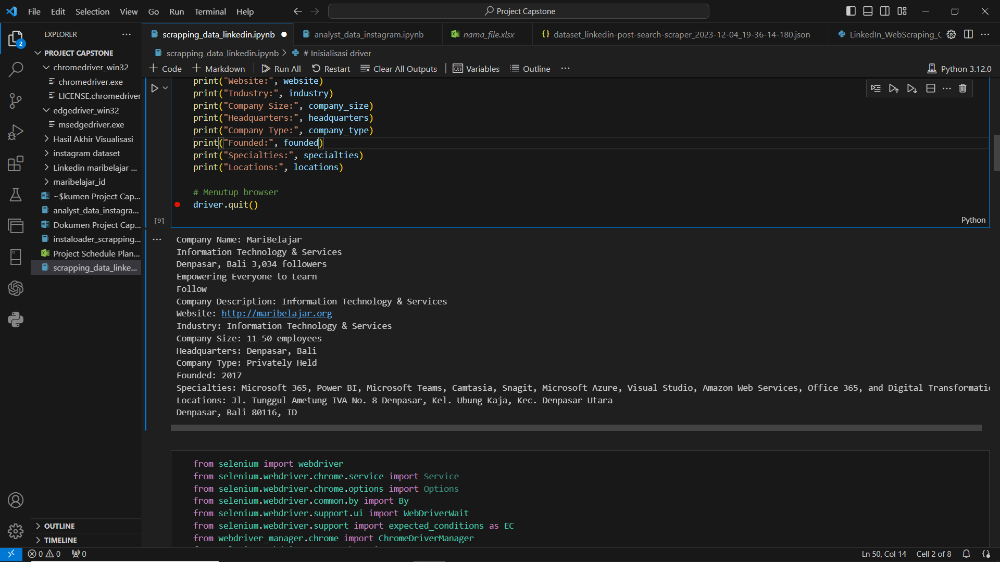 File Edit Selection View Go Run Terminal Help
Project Capstone
EXPLORER
PROJECT CAPSTONE
chromedriver_win32
chromedriver.exe
LICENSE.chromedriver
edgedriver_win32
msedgedriver.exe
Hasil Akhir Visualisasi
instagram dataset
Linkedin maribelajar ...
maribelajar_id
~$kumen Project Cap...
analyst_data_instagra...
Dokumen Project Cap...
instaloader_scrapping...
Project Schedule Plan...
scrapping_data_linke...
OUTLINE
TIMELINE
2
scrapping_data_linkedin.ipynb
analyst_data_instagram.ipynb
nama_file.xlsx
dataset_linkedin-post-search-scraper_2023-12-04_19-36-14-180.json
LinkedIn_WebScraping_C
scrapping_data_linkedin.ipynb > # Inisialisasi driver
+ Code + Markdown | Run All Restart Clear All Outputs | Variables Outline ...
Python 3.12.0
print("Website:", website)
print("Industry:", industry)
print("Company Size:", company_size)
print("Headquarters:", headquarters)
print("Company Type:", company_type)
print("Founded:", founded)
print("Specialties:", specialties)
print("Locations:", locations)
# Menutup browser
driver.quit()
[9]
Python
Company Name: MariBelajar
Information Technology & Services
Denpasar, Bali 3,034 followers
Empowering Everyone to Learn
Follow
Company Description: Information Technology & Services
Website: http://maribelajar.org
Industry: Information Technology & Services
Company Size: 11-50 employees
Headquarters: Denpasar, Bali
Company Type: Privately Held
Founded: 2017
Specialties: Microsoft 365, Power BI, Microsoft Teams, Camtasia, Snagit, Microsoft Azure, Visual Studio, Amazon Web Services, Office 365, and Digital Transformatio
Locations: Jl. Tunggul Ametung IVA No. 8 Denpasar, Kel. Ubung Kaja, Kec. Denpasar Utara
Denpasar, Bali 80116, ID
from selenium import webdriver
from selenium.webdriver.chrome.service import Service
from selenium.webdriver.chrome.options import Options
from selenium.webdriver.common.by import By
from selenium.webdriver.support.ui import WebDriverWait
from selenium.webdriver.support import expected_conditions as EC
from webdriver_manager.chrome import ChromeDriverManager
0 0 0
Ln 50, Col 14 Cell 2 of 8